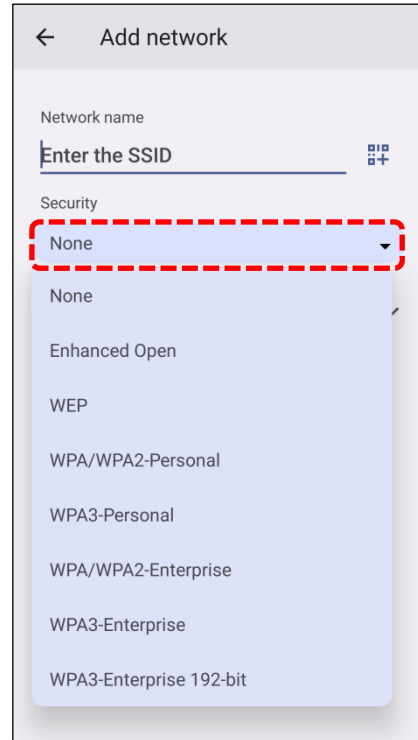 Add network
Network name
Enter the SSID
Security
None
None
Enhanced Open
WEP
WPA/WPA2-Personal
WPA3-Personal
WPA/WPA2-Enterprise
WPA3-Enterprise
WPA3-Enterprise 192-bit